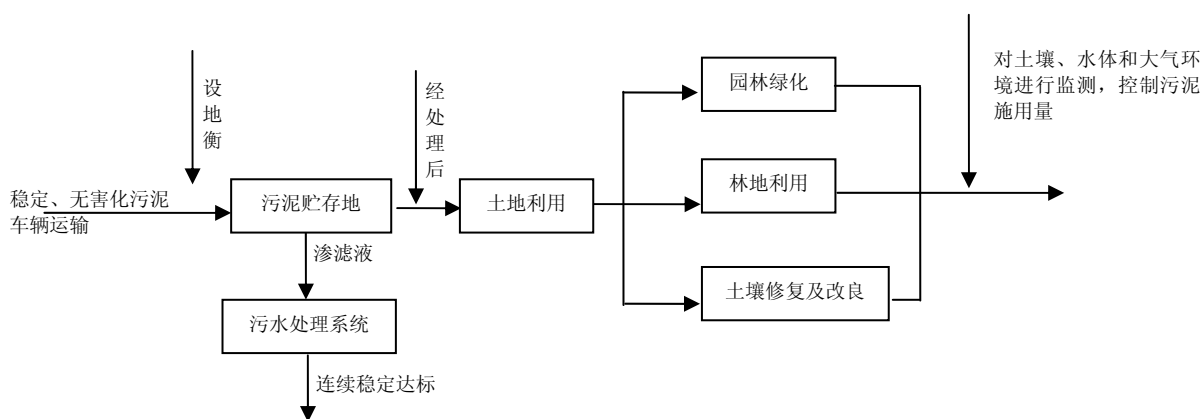 设地衡
经处理后
园林绿化
对土壤、水体和大气环
境进行监测，控制污泥
施用量
稳定、无害化污泥
车辆运输
污泥贮存地
土地利用
林地利用
渗滤液
土壤修复及改良
污水处理系统
连续稳定达标